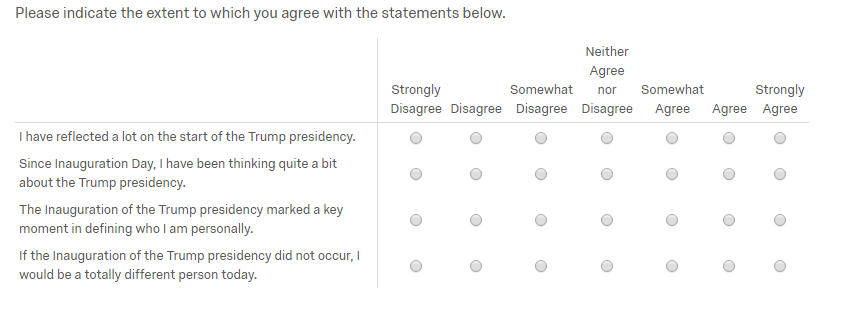 Please indicate the extent to which you agree with the statements below.
Strongly Disagree
Disagree
Somewhat Disagree
Neither Agree nor Disagree
Somewhat Agree
Agree
Strongly Agree
I have reflected a lot on the start of the Trump presidency.
Since Inauguration Day, I have been thinking quite a bit
about the Trump presidency.
The Inauguration of the Trump presidency marked a key
moment in defining who I am personally.
If the Inauguration of the Trump presidency did not occur, I
would be a totally different person today.